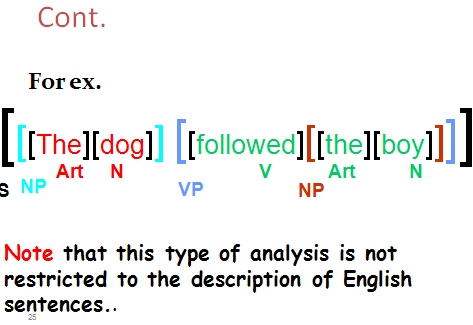 Cont.
For ex.
[[[The][dog]] [[followed][[the][boy]]]]
Art N V Art N
S NP VP NP
Note that this type of analysis is not
restricted to the description of English
sentences..
25